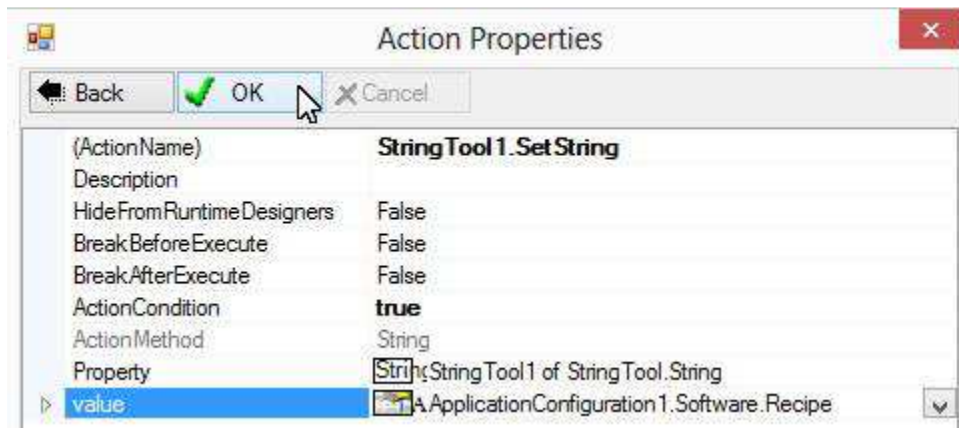 Action Properties
Back OK Cancel
(ActionName) StringTool1.SetString
Description
HideFromRuntimeDesigners False
BreakBeforeExecute False
BreakAfterExecute False
ActionCondition true
ActionMethod String
Property StringTool1 of StringTool.String
value ApplicationConfiguration1.Software.Recipe